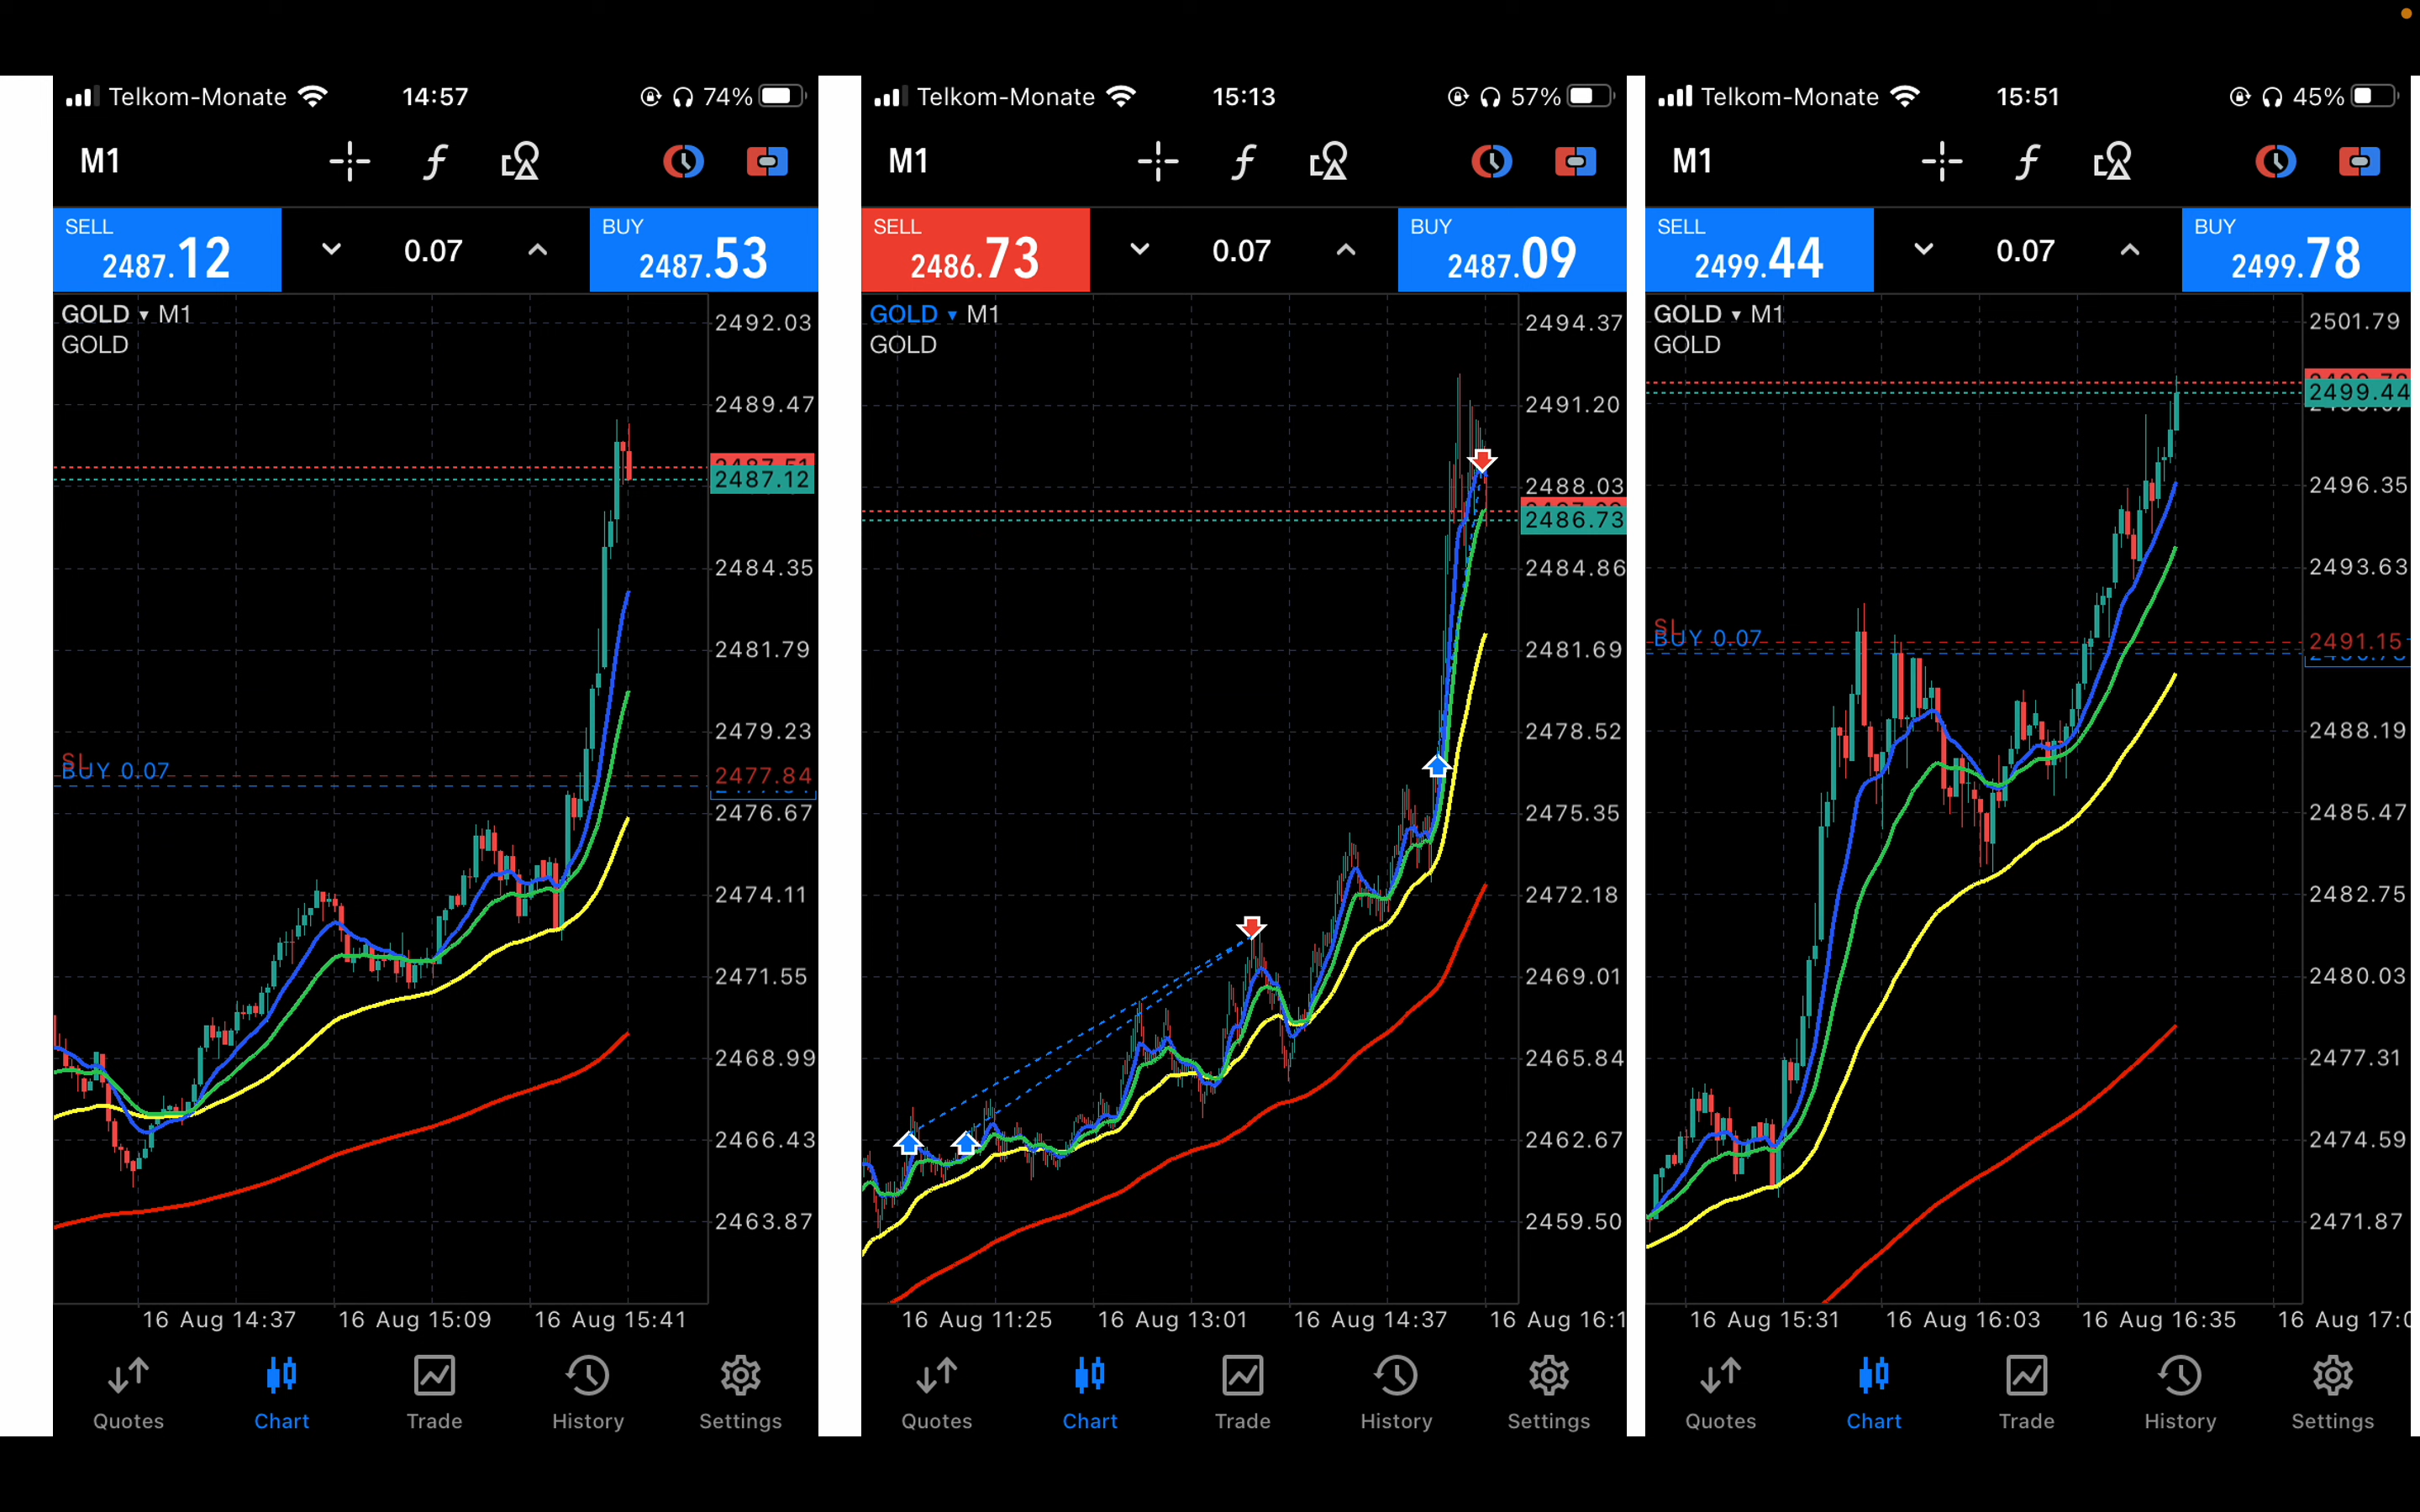 Telkom-Monate 14:57 74%
M1
SELL 2487.12
0.07
BUY 2487.53
GOLD ▾ M1
GOLD
2492.03
2489.47
2487.12
2484.35
2481.79
2479.23
SL
BUY 0.07
2477.84
2476.67
2474.11
2471.55
2468.99
2466.43
2463.87
16 Aug 14:37 16 Aug 15:09 16 Aug 15:41
Quotes Chart Trade History Settings
Telkom-Monate 15:13 57%
M1
SELL 2486.73
0.07
BUY 2487.09
GOLD ▾ M1
GOLD
2494.37
2491.20
2488.03
2486.73
2484.86
2481.69
2478.52
2475.35
2472.18
2469.01
2465.84
2462.67
2459.50
16 Aug 11:25 16 Aug 13:01 16 Aug 14:37 16 Aug 16:1
Quotes Chart Trade History Settings
Telkom-Monate 15:51 45%
M1
SELL 2499.44
0.07
BUY 2499.78
GOLD ▾ M1
GOLD
2501.79
2499.44
2496.35
2493.63
SL
BUY 0.07
2491.15
2488.19
2485.47
2482.75
2480.03
2477.31
2474.59
2471.87
16 Aug 15:31 16 Aug 16:03 16 Aug 16:35 16 Aug 17:0
Quotes Chart Trade History Settings